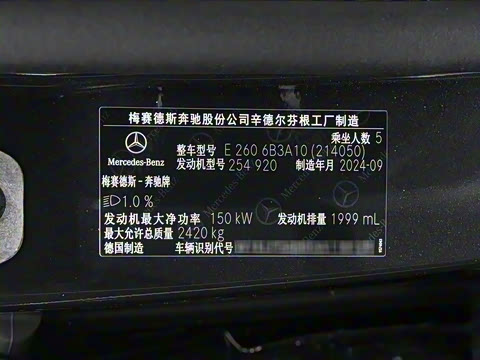 梅赛德斯奔驰股份公司辛德尔芬根工厂制造
乘坐人数 5
整车型号 E 260 6B3A10 (214050)
Mercedes-Benz 发动机型号 254 920 制造年月 2024-09
梅赛德斯-奔驰牌
1.0 %
发动机最大净功率 150 kW 发动机排量 1999 mL
最大允许总质量 2420 kg
德国制造 车辆识别代号